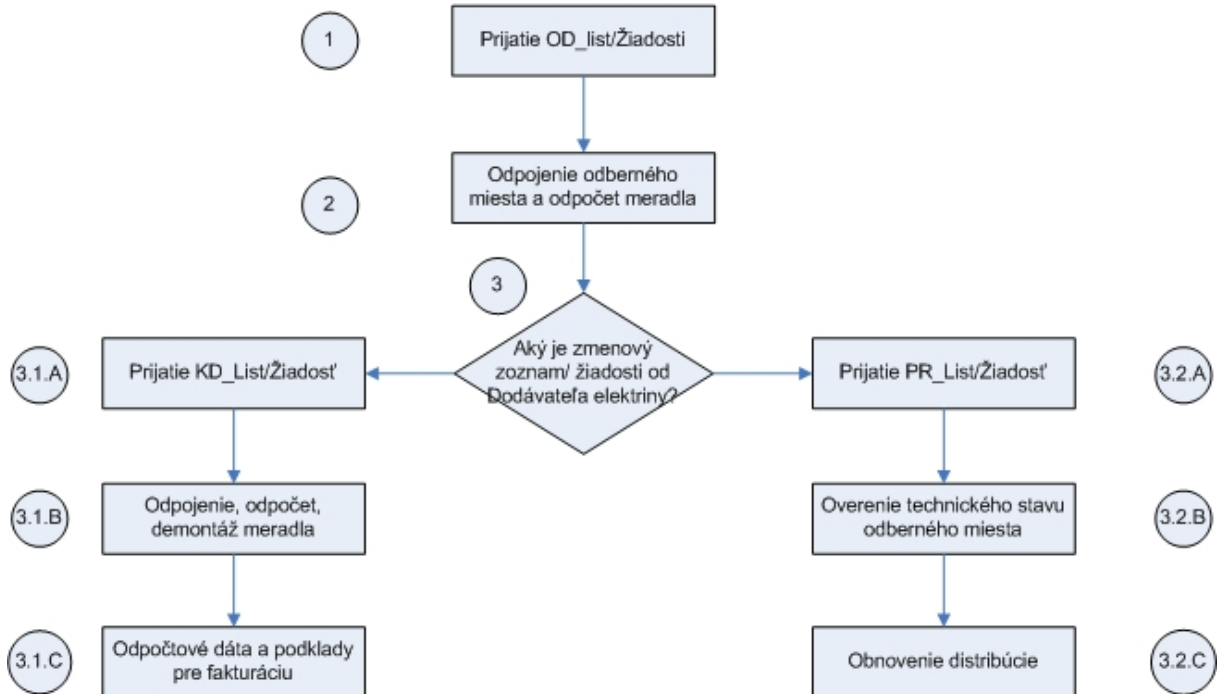 1
Prijatie OD_list/Žiadosti
2
Odpojenie odberného
miesta a odpočet meradla
3
Aký je zmenový
zoznam/ žiadosti od
Dodávateľa elektriny?
3.1.A
Prijatie KD_List/Žiadosť
Prijatie PR_List/Žiadosť
3.2.A
3.1.B
Odpojenie, odpočet,
demontáž meradla
Overenie technického stavu
odberného miesta
3.2.B
3.1.C
Odpočtové dáta a podklady
pre fakturáciu
Obnovenie distribúcie
3.2.C